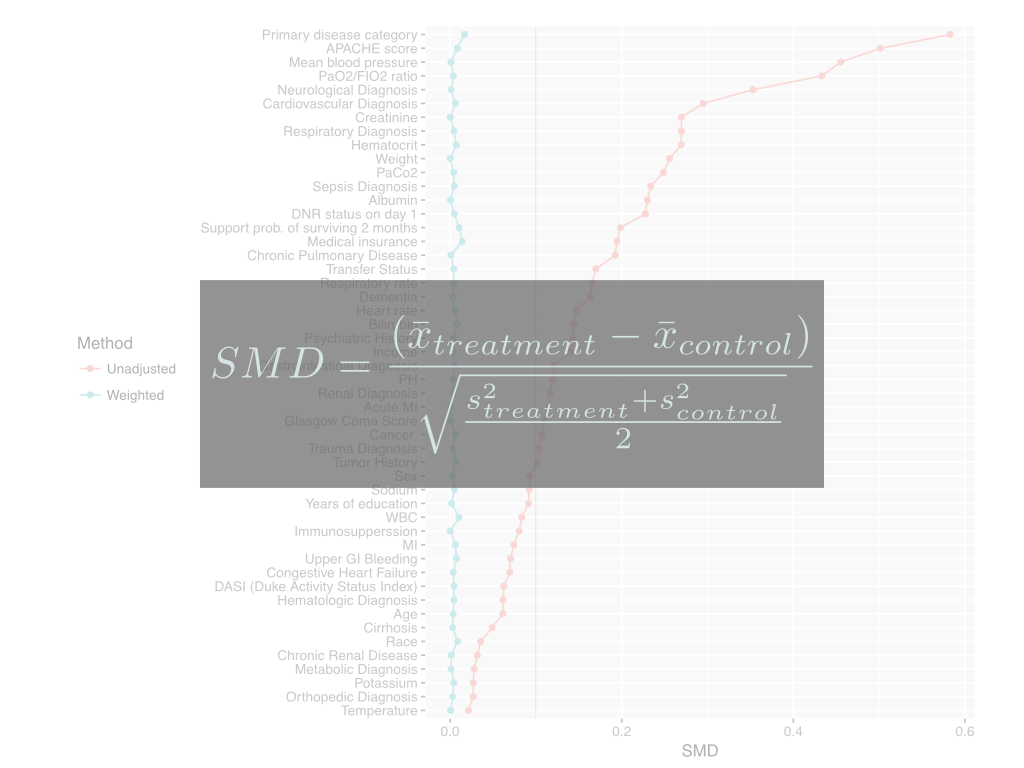 Primary disease category
APACHE score
Mean blood pressure
PaO2/FIO2 ratio
Neurological Diagnosis
Cardiovascular Diagnosis
Creatinine
Respiratory Diagnosis
Hematocrit
Weight
PaCo2
Sepsis Diagnosis
Albumin
DNR status on day 1
Support prob. of surviving 2 months
Medical insurance
Chronic Pulmonary Disease
Transfer Status
Respiratory rate
Dementia
Heart rate
Psychiatric History
Income
PH
Renal Diagnosis
Acute MI
Glasgow Coma Score
Cancer
Trauma Diagnosis
Tumor History
Sex
Sodium
Years of education
WBC
Immunosupperssion
MI
Upper GI Bleeding
Congestive Heart Failure
DASI (Duke Activity Status Index)
Hematologic Diagnosis
Age
Cirrhosis
Race
Chronic Renal Disease
Metabolic Diagnosis
Potassium
Orthopedic Diagnosis
Temperature
0.0 0.2 0.4 0.6
SMD
Method
Unadjusted
Weighted
(x̄treatment − x̄control)
SMD =
√ s²treatment+s²control
2